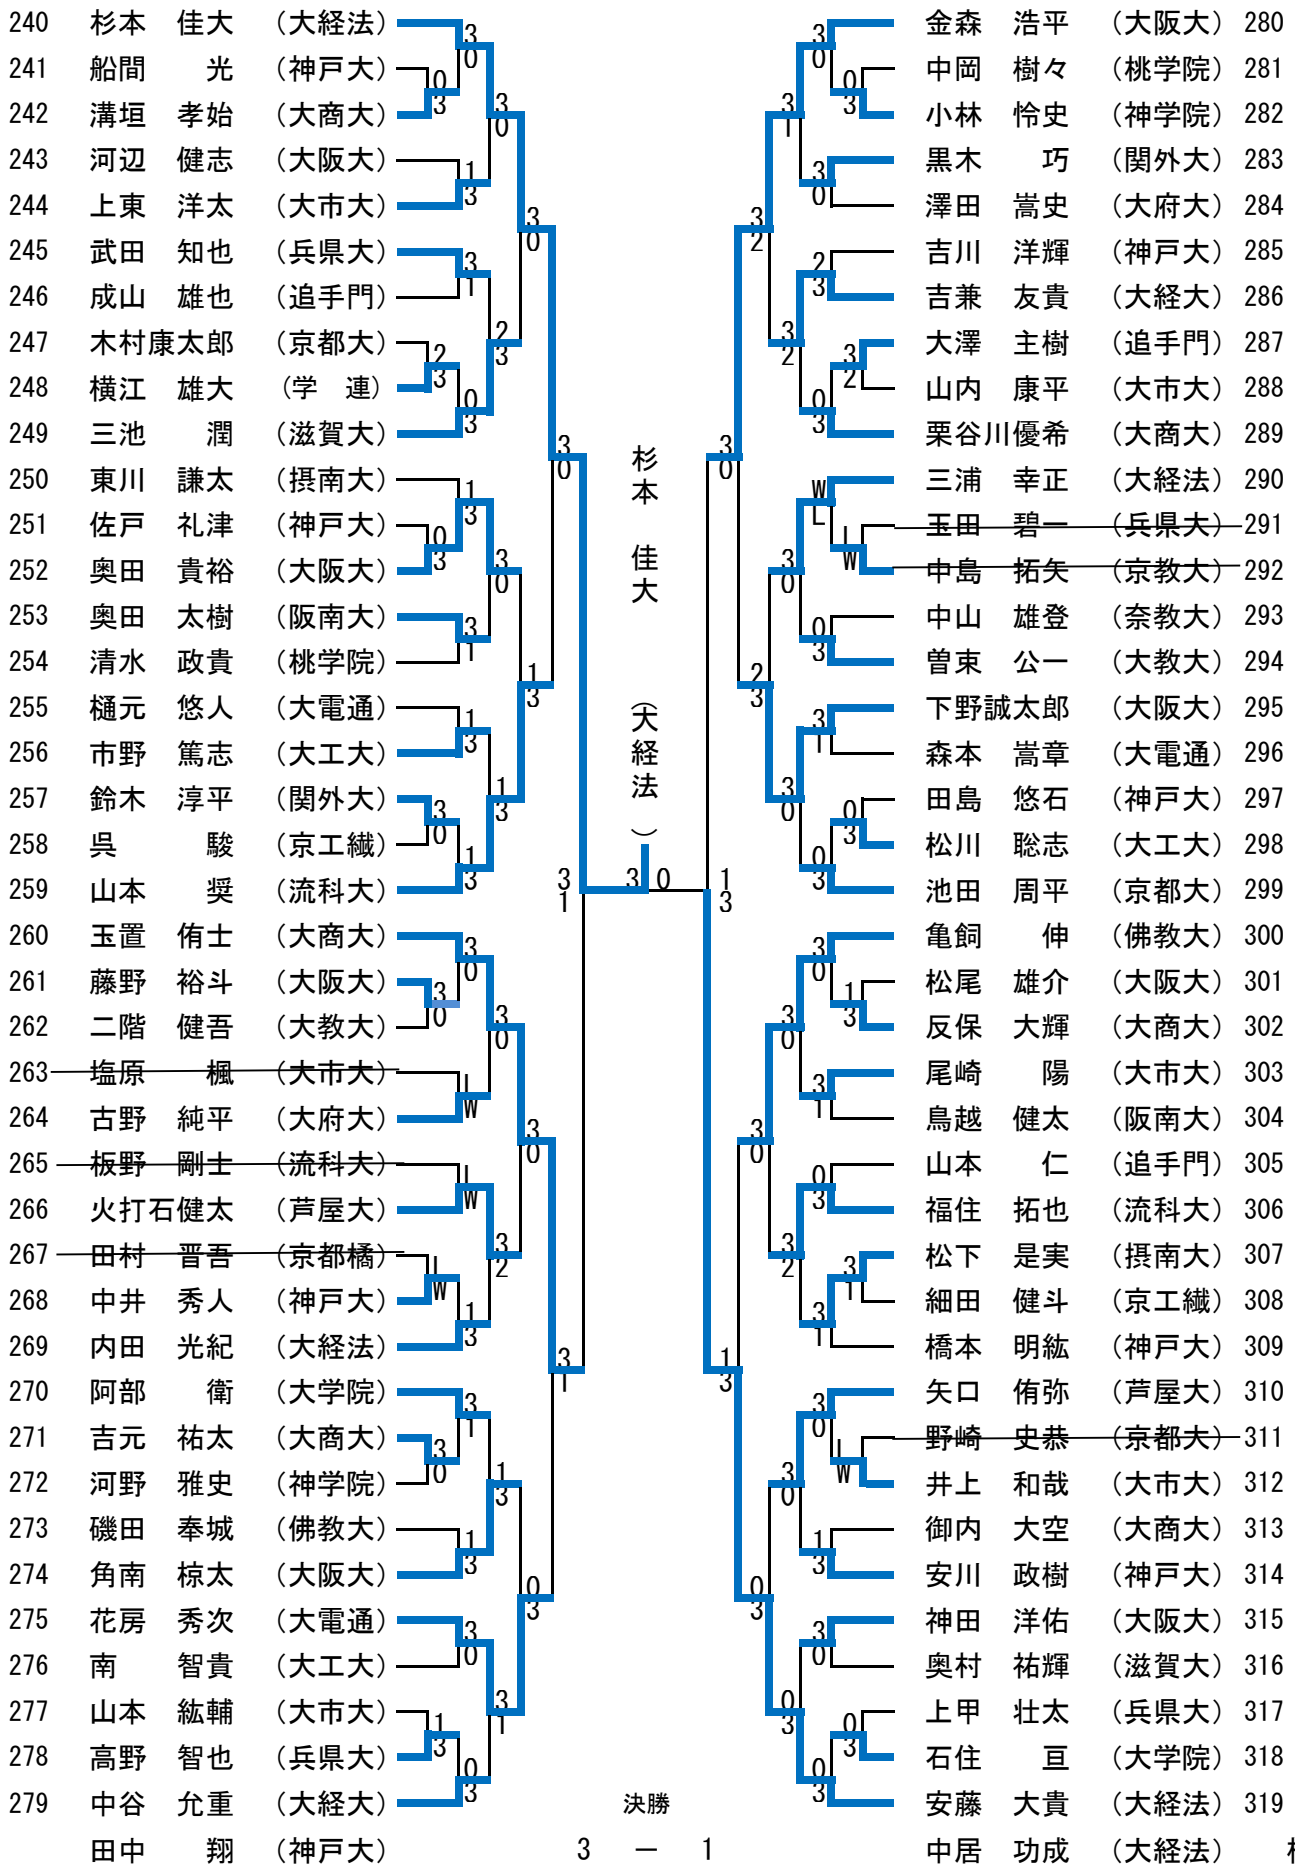 240 杉本 佳大 (大経法)
241 船間 光 (神戸大)
242 溝垣 孝始 (大商大)
243 河辺 健志 (大阪大)
244 上東 洋太 (大市大)
245 武田 知也 (兵県大)
246 成山 雄也 (追手門)
247 木村康太郎 (京都大)
248 横江 雄大 (学 連)
249 三池 潤 (滋賀大)
250 東川 謙太 (摂南大)
251 佐戸 礼津 (神戸大)
252 奥田 貴裕 (大阪大)
253 奥田 太樹 (阪南大)
254 清水 政貴 (桃学院)
255 樋元 悠人 (大電通)
256 市野 篤志 (大工大)
257 鈴木 淳平 (関外大)
258 呉 駿 (京工繊)
259 山本 奨 (流科大)
260 玉置 侑士 (大商大)
261 藤野 裕斗 (大阪大)
262 二階 健吾 (大教大)
263 塩原 楓 (大市大)
264 古野 純平 (大府大)
265 板野 剛士 (流科大)
266 火打石健太 (芦屋大)
267 田村 晋吾 (京都橘)
268 中井 秀人 (神戸大)
269 内田 光紀 (大経法)
270 阿部 衛 (大学院)
271 吉元 祐太 (大商大)
272 河野 雅史 (神学院)
273 磯田 奉城 (佛教大)
274 角南 椋太 (大阪大)
275 花房 秀次 (大電通)
276 南 智貴 (大工大)
277 山本 紘輔 (大市大)
278 高野 智也 (兵県大)
279 中谷 允重 (大経大)
田中 翔 (神戸大)
杉本 佳大 (大経法)
3 0
決勝
3 － 1
金森 浩平 (大阪大) 280
中岡 樹々 (桃学院) 281
小林 怜史 (神学院) 282
黒木 巧 (関外大) 283
澤田 嵩史 (大府大) 284
吉川 洋輝 (神戸大) 285
吉兼 友貴 (大経大) 286
大澤 主樹 (追手門) 287
山内 康平 (大市大) 288
栗谷川優希 (大商大) 289
三浦 幸正 (大経法) 290
玉田 碧一 (兵県大) 291
中島 拓矢 (京教大) 292
中山 雄登 (奈教大) 293
曽束 公一 (大教大) 294
下野誠太郎 (大阪大) 295
森本 嵩章 (大電通) 296
田島 悠石 (神戸大) 297
松川 聡志 (大工大) 298
池田 周平 (京都大) 299
亀飼 伸 (佛教大) 300
松尾 雄介 (大阪大) 301
反保 大輝 (大商大) 302
尾崎 陽 (大市大) 303
鳥越 健太 (阪南大) 304
山本 仁 (追手門) 305
福住 拓也 (流科大) 306
松下 是実 (摂南大) 307
細田 健斗 (京工繊) 308
橋本 明紘 (神戸大) 309
矢口 侑弥 (芦屋大) 310
野崎 史恭 (京都大) 311
井上 和哉 (大市大) 312
御内 大空 (大商大) 313
安川 政樹 (神戸大) 314
神田 洋佑 (大阪大) 315
奥村 祐輝 (滋賀大) 316
上甲 壮太 (兵県大) 317
石住 亘 (大学院) 318
安藤 大貴 (大経法) 319
中居 功成 (大経法)